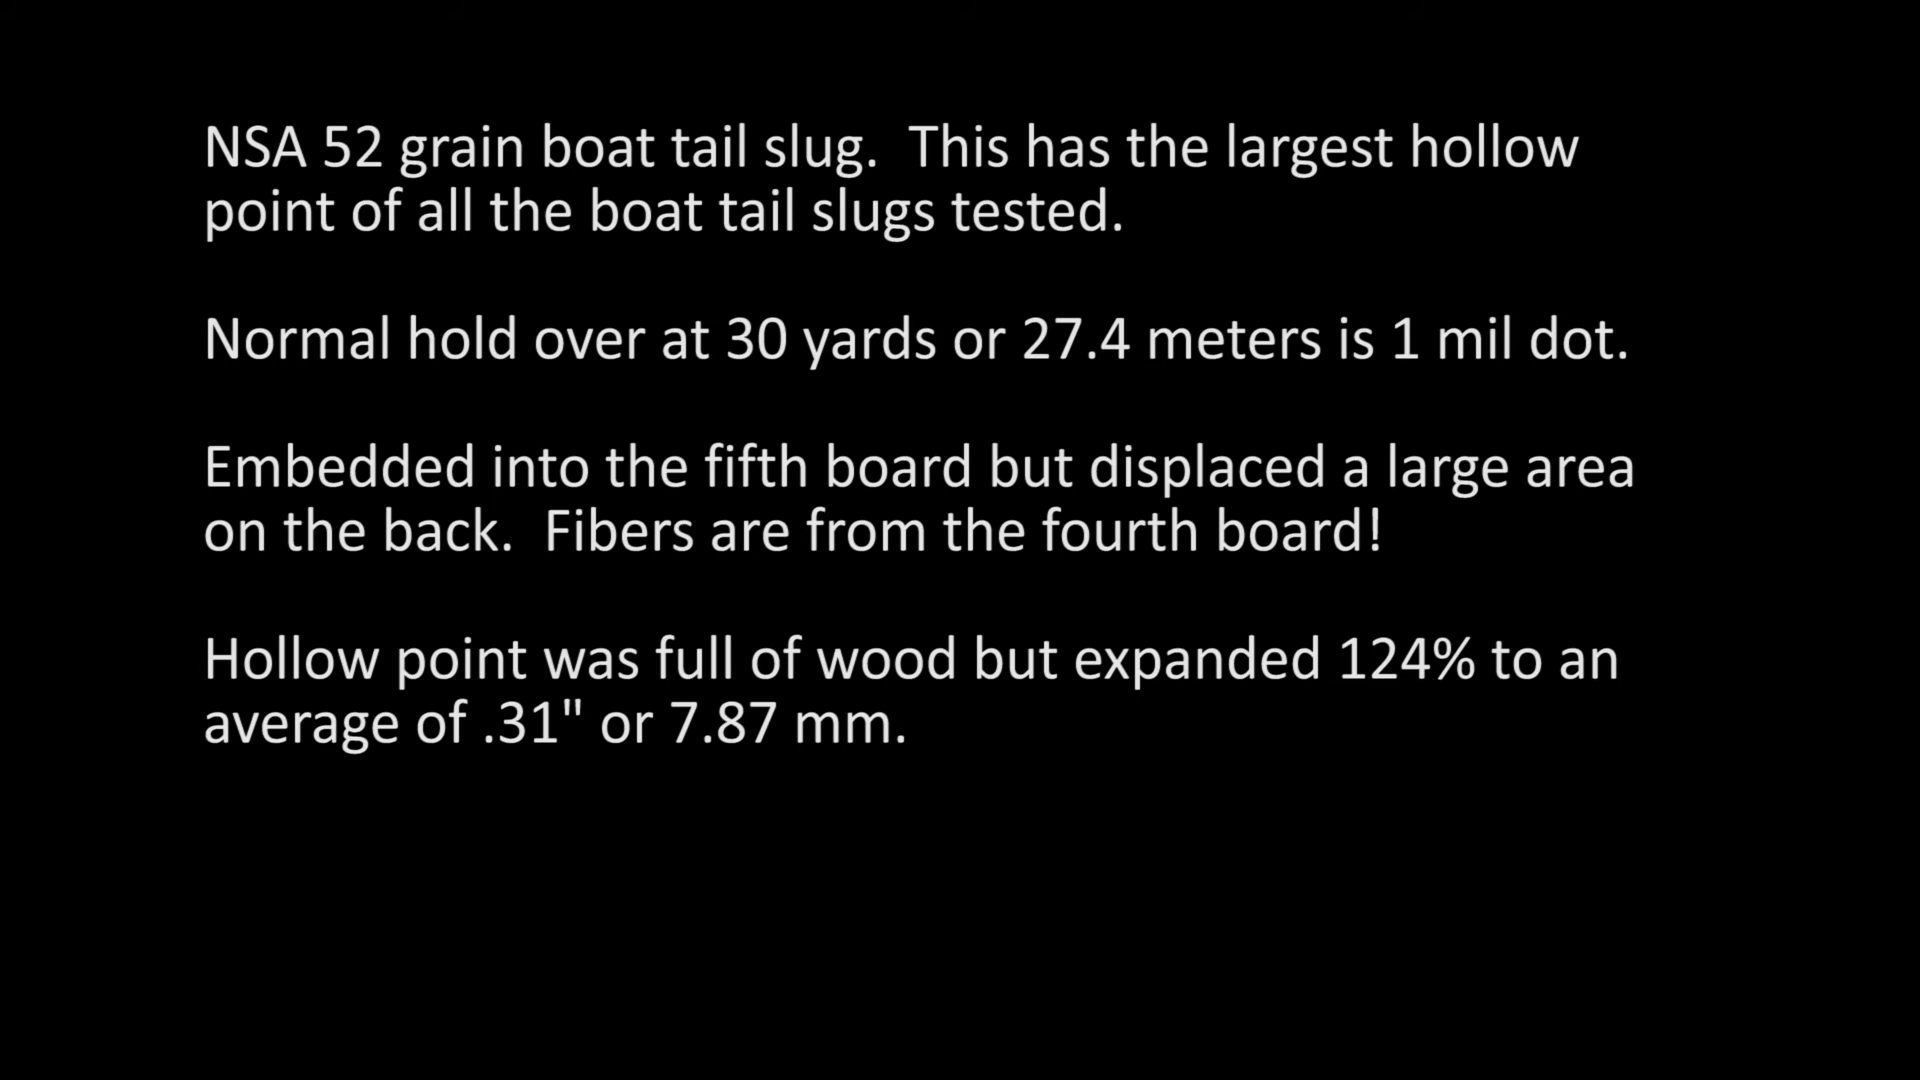 NSA 52 grain boat tail slug.  This has the largest hollow
point of all the boat tail slugs tested.
Normal hold over at 30 yards or 27.4 meters is 1 mil dot.
Embedded into the fifth board but displaced a large area
on the back.  Fibers are from the fourth board!
Hollow point was full of wood but expanded 124% to an
average of .31" or 7.87 mm.